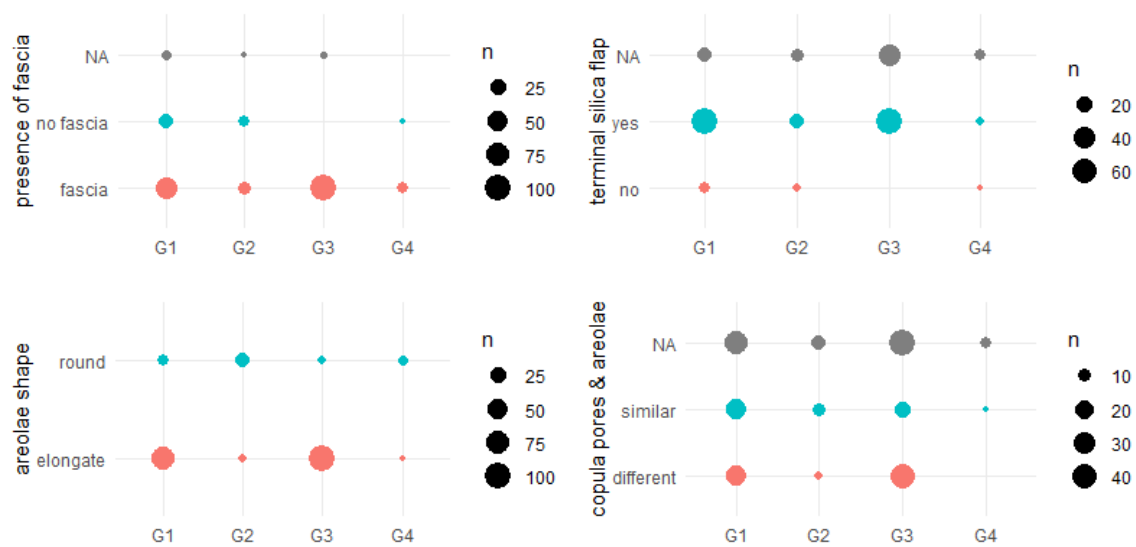 presence of fascia
NA
no fascia
fascia
G1 G2 G3 G4
n
25
50
75
100
terminal silica flap
NA
yes
no
G1 G2 G3 G4
n
20
40
60
areolae shape
round
elongate
G1 G2 G3 G4
n
25
50
75
100
copula pores & areolae
NA
similar
different
G1 G2 G3 G4
n
10
20
30
40